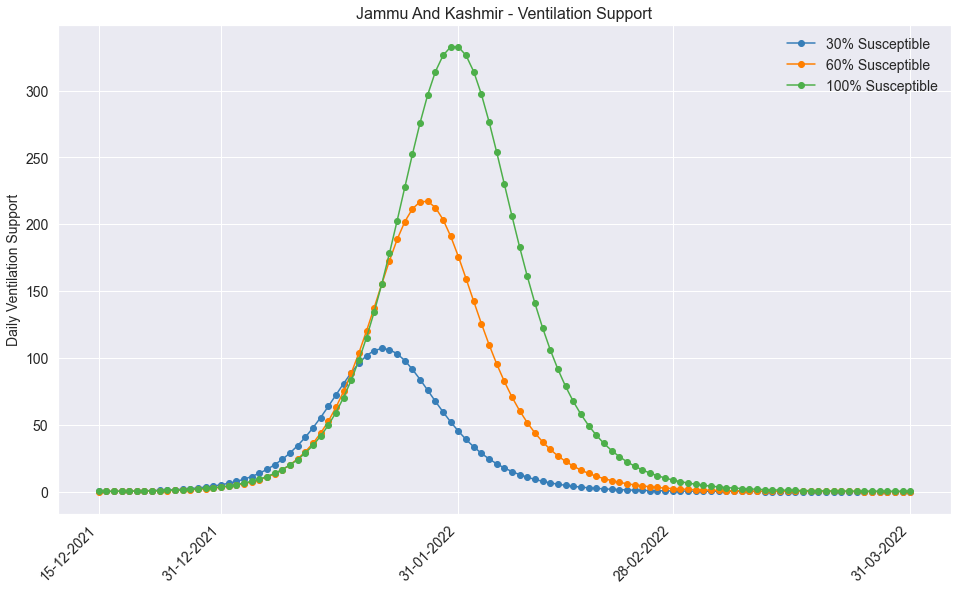 Jammu And Kashmir - Ventilation Support
30% Susceptible
60% Susceptible
100% Susceptible
Daily Ventilation Support
300
250
200
150
100
50
0
15-12-2021
31-12-2021
31-01-2022
28-02-2022
31-03-2022